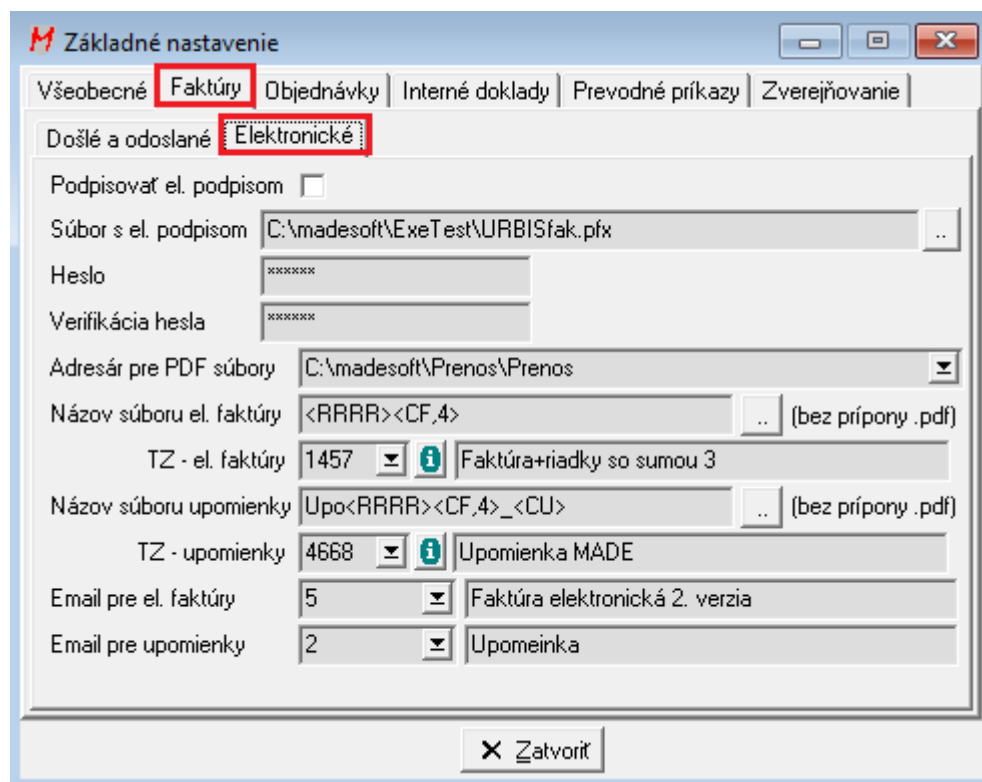 Základné nastavenie
Všeobecné Faktúry Objednávky Interné doklady Prevodné príkazy Zverejňovanie
Došlé a odoslané Elektronické
Podpisovať el. podpisom
Súbor s el. podpisom C:\madesoft\ExeTest\URBISfak.pfx ..
Heslo ××××××
Verifikácia hesla ××××××
Adresár pre PDF súbory C:\madesoft\Prenos\Prenos
Názov súboru el. faktúry <RRRR><CF,4> .. (bez prípony .pdf)
TZ - el. faktúry 1457 Faktúra+riadky so sumou 3
Názov súboru upomienky Upo<RRRR><CF,4>_<CU> .. (bez prípony .pdf)
TZ - upomienky 4668 Upomienka MADE
Email pre el. faktúry 5 Faktúra elektronická 2. verzia
Email pre upomienky 2 Upomeinka
Zatvoriť